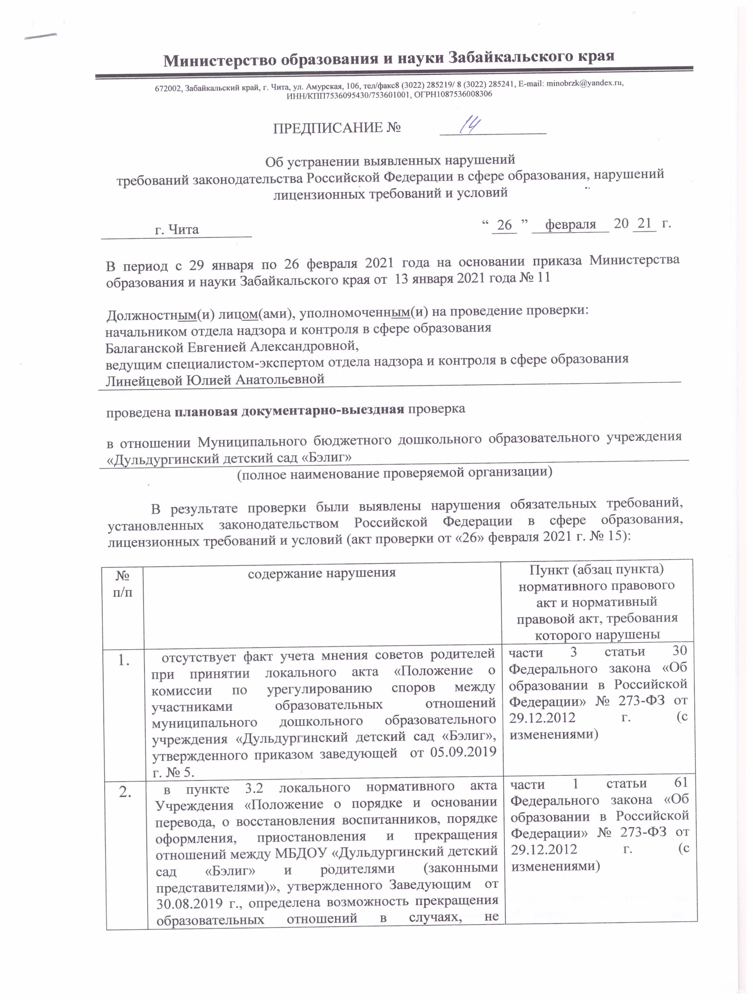 Министерство образования и науки Забайкальского края
672002, Забайкальский край, г. Чита, ул. Амурская, 106, тел/факс8 (3022) 285219/ 8 (3022) 285241, E-mail: minobrzk@yandex.ru,
ИНН/КПП7536095430/753601001, ОГРН1087536008306
ПРЕДПИСАНИЕ № 14
Об устранении выявленных нарушений
требований законодательства Российской Федерации в сфере образования, нарушений
лицензионных требований и условий
г. Чита “ 26 ” февраля 20 21 г.
В период с 29 января по 26 февраля 2021 года на основании приказа Министерства
образования и науки Забайкальского края от 13 января 2021 года № 11
Должностным(и) лицом(ами), уполномоченным(и) на проведение проверки:
начальником отдела надзора и контроля в сфере образования
Балаганской Евгенией Александровной,
ведущим специалистом-экспертом отдела надзора и контроля в сфере образования
Линейцевой Юлией Анатольевной
проведена плановая документарно-выездная проверка
в отношении Муниципального бюджетного дошкольного образовательного учреждения
«Дульдургинский детский сад «Бэлиг»
(полное наименование проверяемой организации)
В результате проверки были выявлены нарушения обязательных требований,
установленных законодательством Российской Федерации в сфере образования,
лицензионных требований и условий (акт проверки от «26» февраля 2021 г. № 15):
№
п/п
содержание нарушения
Пункт (абзац пункта)
нормативного правового
акт и нормативный
правовой акт, требования
которого нарушены
1.
отсутствует факт учета мнения советов родителей
при принятии локального акта «Положение о
комиссии по урегулированию споров между
участниками образовательных отношений
муниципального дошкольного образовательного
учреждения «Дульдургинский детский сад «Бэлиг»,
утвержденного приказом заведующей от 05.09.2019
г. № 5.
части 3 статьи 30
Федерального закона «Об
образовании в Российской
Федерации» № 273-ФЗ от
29.12.2012 г. (с
изменениями)
2.
в пункте 3.2 локального нормативного акта
Учреждения «Положение о порядке и основании
перевода, о восстановления воспитанников, порядке
оформления, приостановления и прекращения
отношений между МБДОУ «Дульдургинский детский
сад «Бэлиг» и родителями (законными
представителями)», утвержденного Заведующим от
30.08.2019 г., определена возможность прекращения
образовательных отношений в случаях, не
части 1 статьи 61
Федерального закона «Об
образовании в Российской
Федерации» № 273-ФЗ от
29.12.2012 г. (с
изменениями)